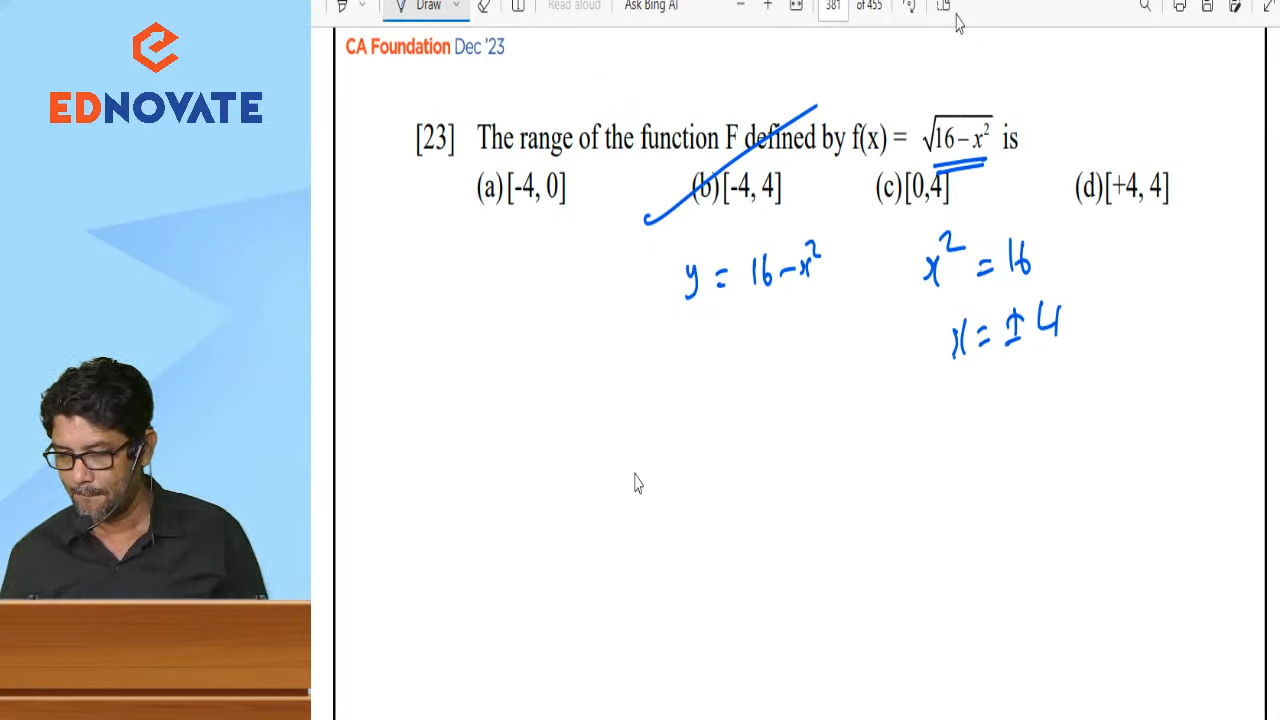 Draw
Read aloud
Ask Bing AI
381 of 455
CA Foundation Dec '23
EDNOVATE
[23] The range of the function F defined by f(x) = √16 – x² is
(a)[-4, 0] (b)[-4, 4] (c)[0,4] (d)[+4, 4]
y = 16 – x² x² = 16
x = ± 4